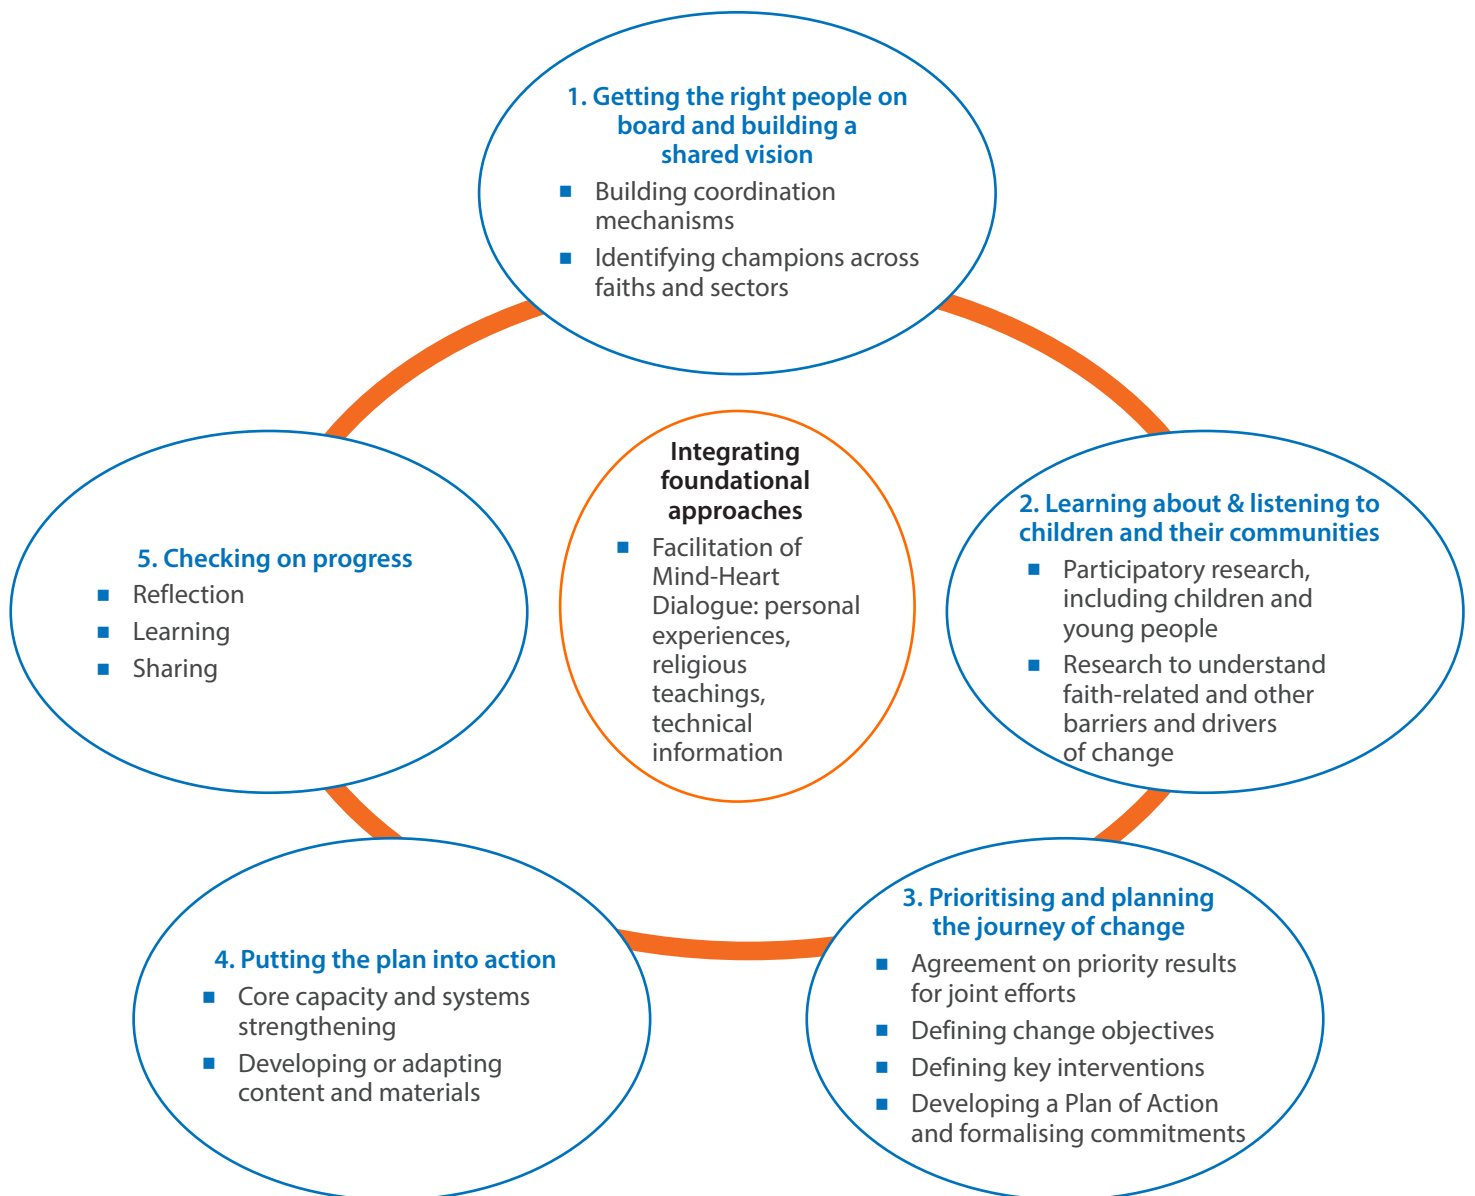 1. Getting the right people on
board and building a
shared vision
■ Building coordination
mechanisms
■ Identifying champions across
faiths and sectors
Integrating
foundational
approaches
■ Facilitation of
Mind-Heart
Dialogue: personal
experiences,
religious
teachings,
technical
information
2. Learning about & listening to
children and their communities
■ Participatory research,
including children and
young people
■ Research to understand
faith-related and other
barriers and drivers
of change
3. Prioritising and planning
the journey of change
■ Agreement on priority results
for joint efforts
■ Defining change objectives
■ Defining key interventions
■ Developing a Plan of Action
and formalising commitments
4. Putting the plan into action
■ Core capacity and systems
strengthening
■ Developing or adapting
content and materials
5. Checking on progress
■ Reflection
■ Learning
■ Sharing